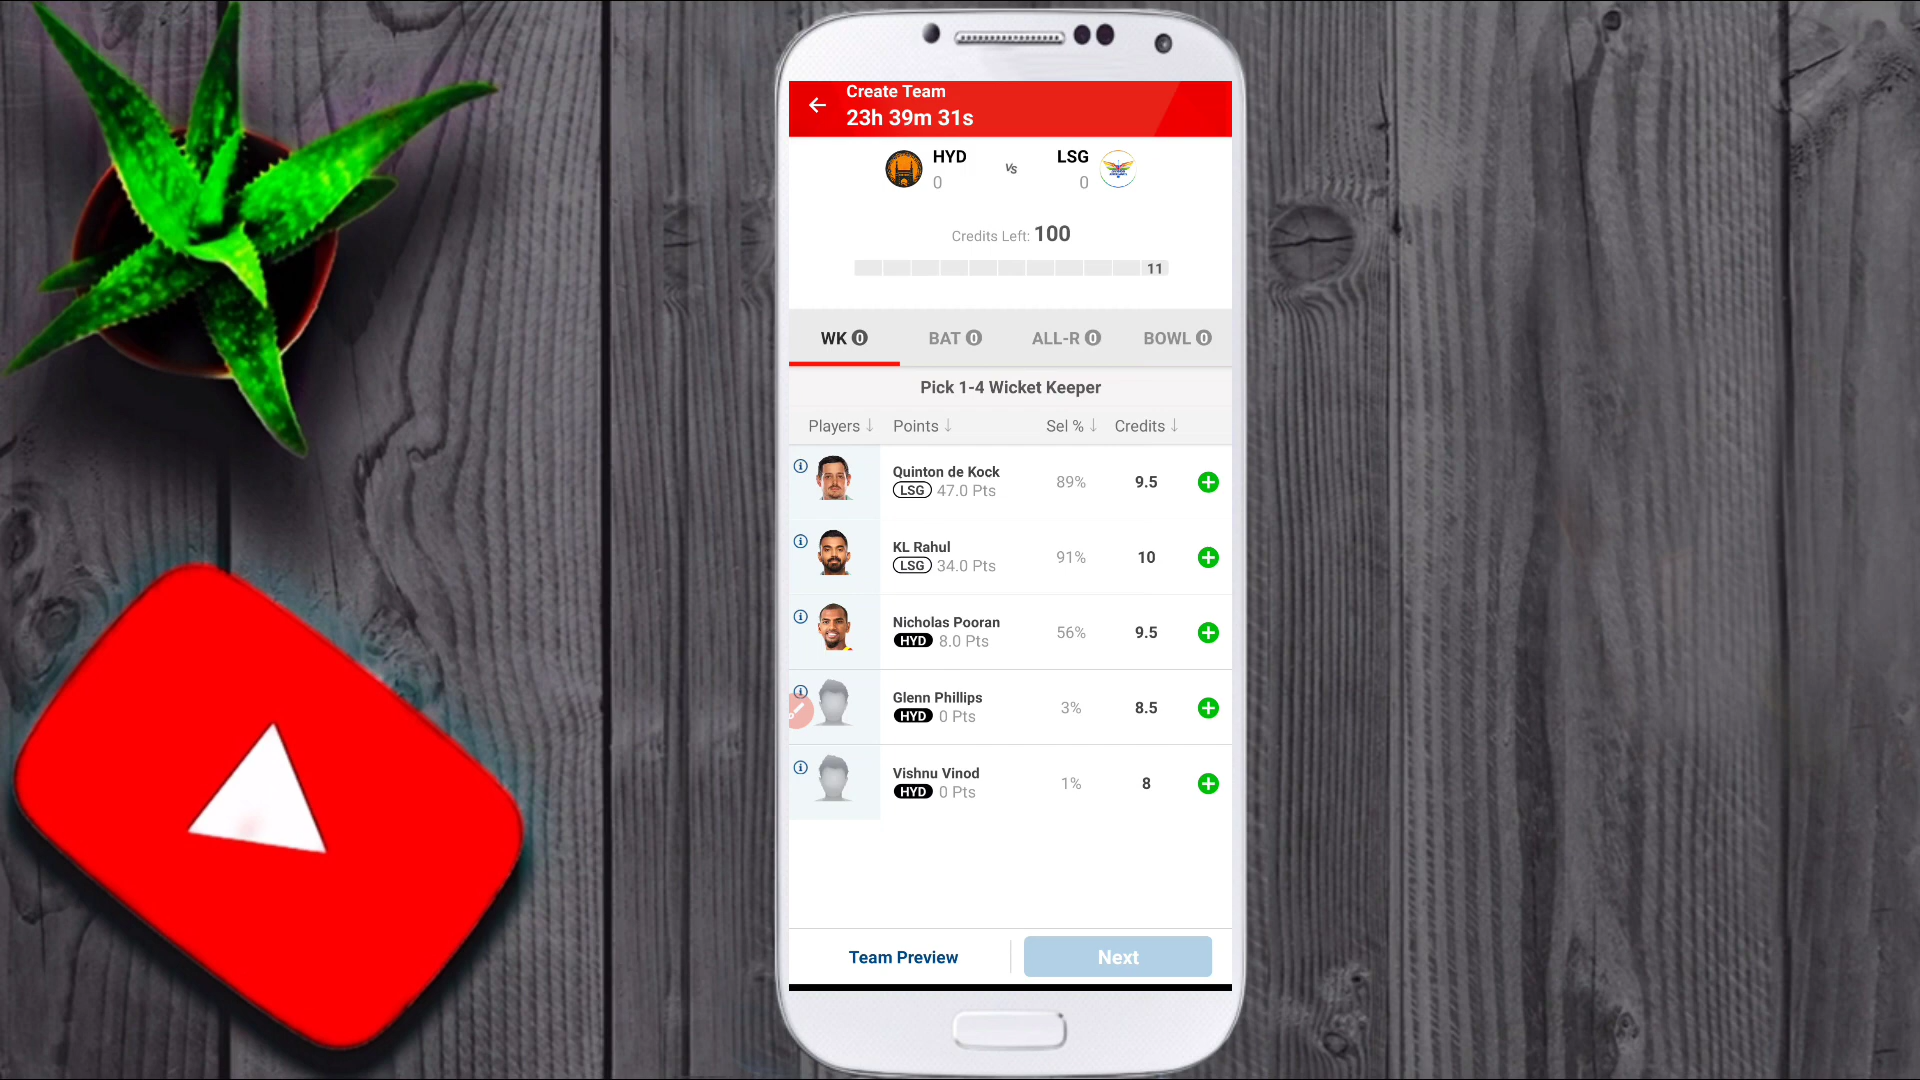 Create Team
23h 39m 31s
HYD vs LSG
0 0
Credits Left: 100
11
WK 0 BAT 0 ALL-R 0 BOWL 0
Pick 1-4 Wicket Keeper
Players ↓ Points ↓ Sel % ↓ Credits ↓
Quinton de Kock
LSG 47.0 Pts 89% 9.5
KL Rahul
LSG 34.0 Pts 91% 10
Nicholas Pooran
HYD 8.0 Pts 56% 9.5
Glenn Phillips
HYD 0 Pts 3% 8.5
Vishnu Vinod
HYD 0 Pts 1% 8
Team Preview Next